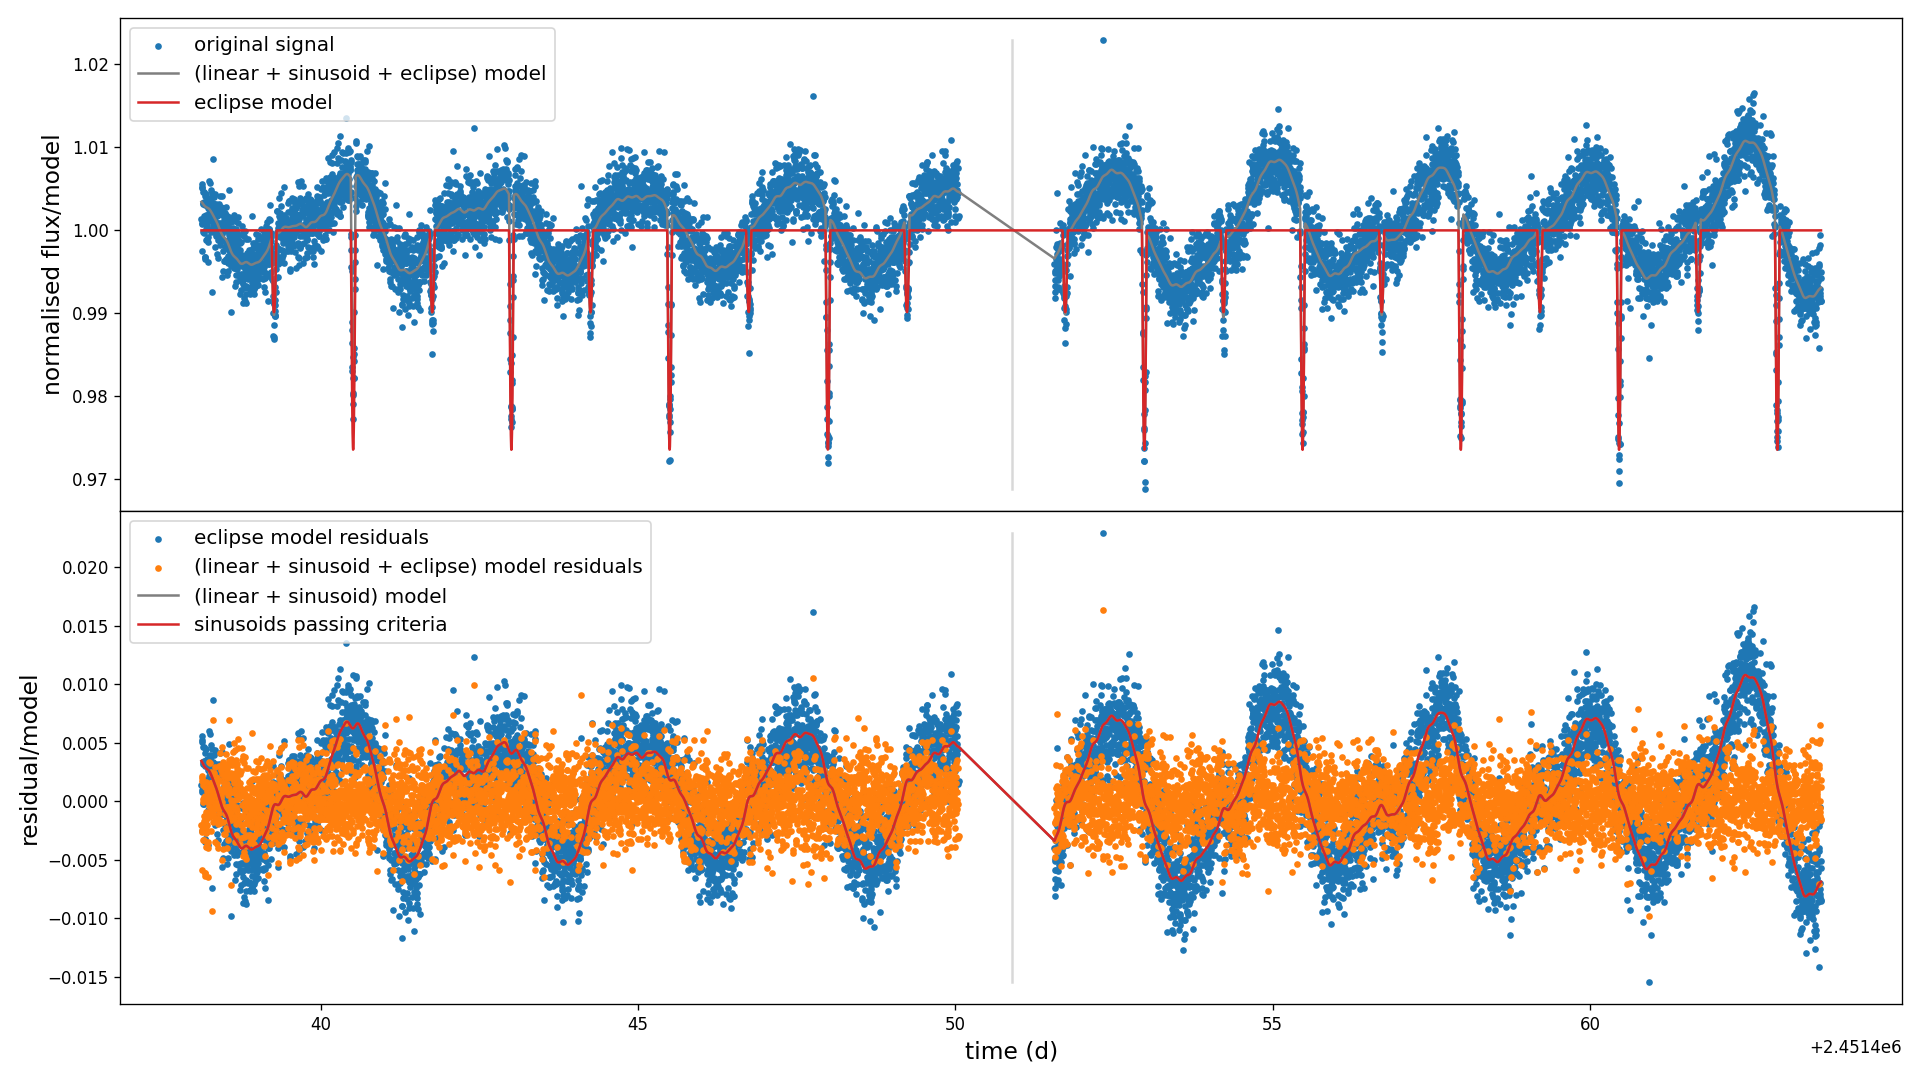 original signal
(linear + sinusoid + eclipse) model
eclipse model
normalised flux/model
1.02
1.01
1.00
0.99
0.98
0.97
eclipse model residuals
(linear + sinusoid + eclipse) model residuals
(linear + sinusoid) model
sinusoids passing criteria
residual/model
0.020
0.015
0.010
0.005
0.000
−0.005
−0.010
−0.015
40 45 50 55 60
time (d)
+2.4514e6